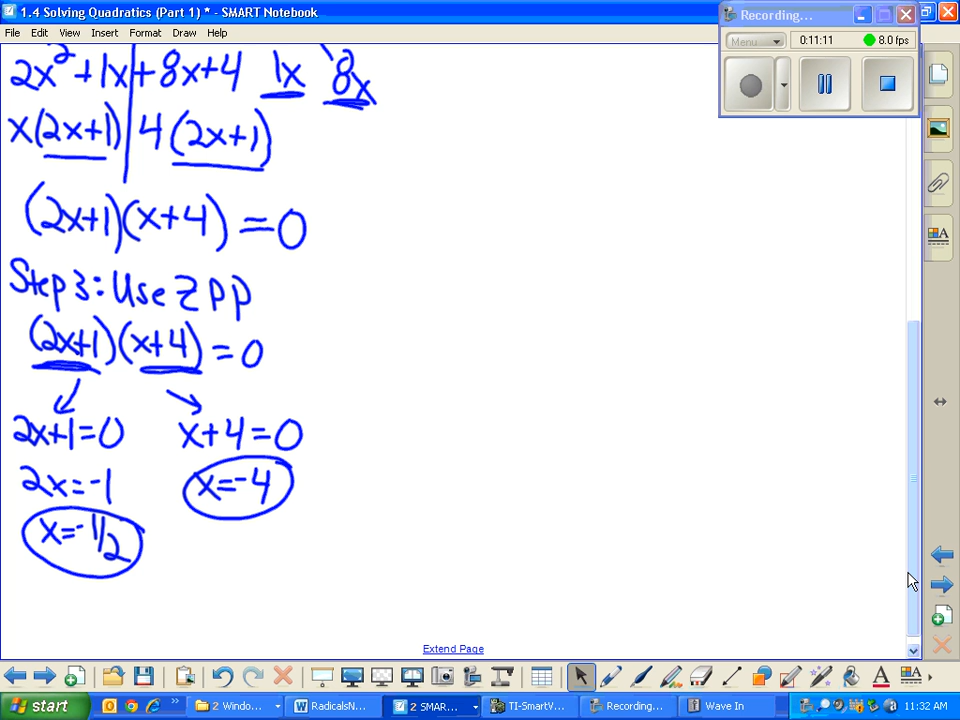 1.4 Solving Quadratics (Part 1) * - SMART Notebook
File Edit View Insert Format Draw Help
Recording...
Menu 0:11:11 8.0 fps
2x² + 1x + 8x + 4 1x 8x
x(2x+1) 4(2x+1)
(2x+1)(x+4) = 0
Step 3: Use ZPP
(2x+1)(x+4) = 0
2x+1=0 x+4=0
2x=-1 x=-4
x=-1/2
Extend Page
start 2 Windo... RadicalsN... 2 SMAR... TI-SmartV... Recording... Wave In 11:32 AM